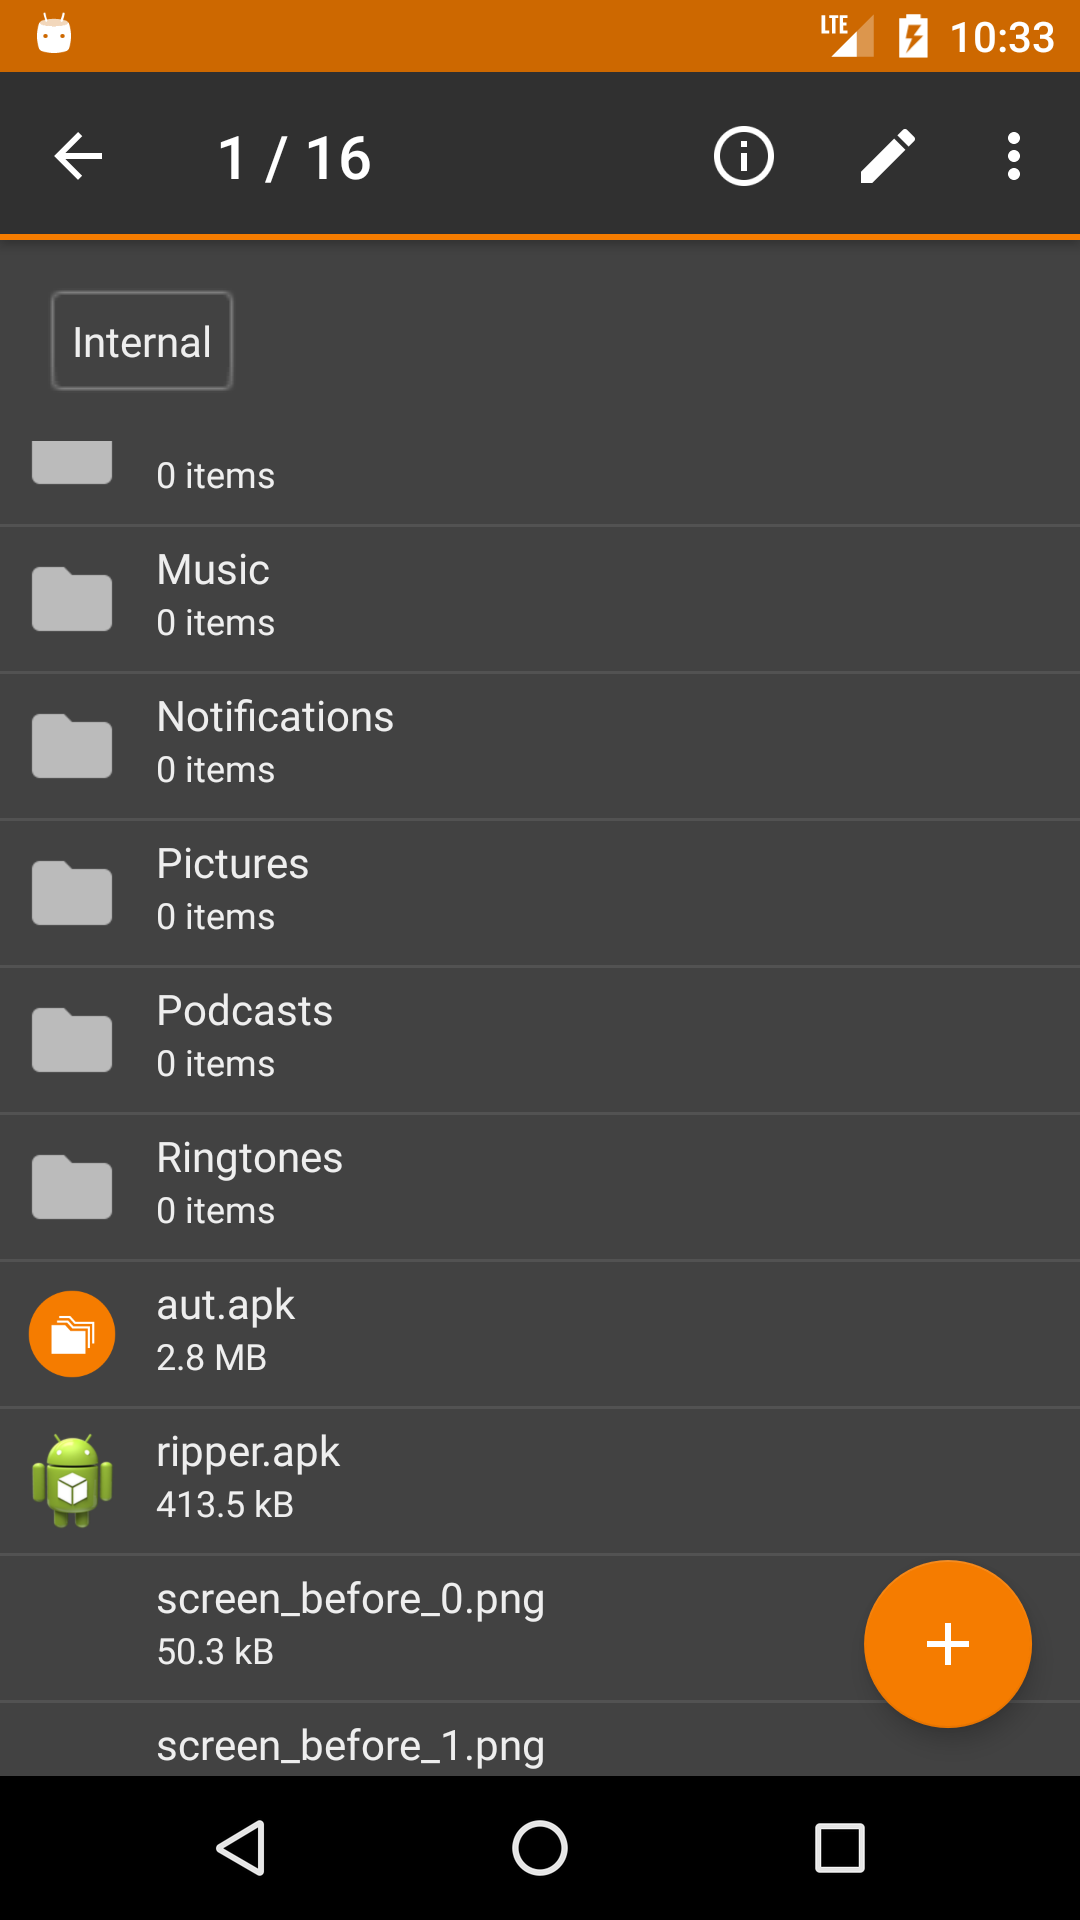 LTE 10:33
1 / 16
Internal
0 items
Music
0 items
Notifications
0 items
Pictures
0 items
Podcasts
0 items
Ringtones
0 items
aut.apk
2.8 MB
ripper.apk
413.5 kB
screen_before_0.png
50.3 kB
screen_before_1.png